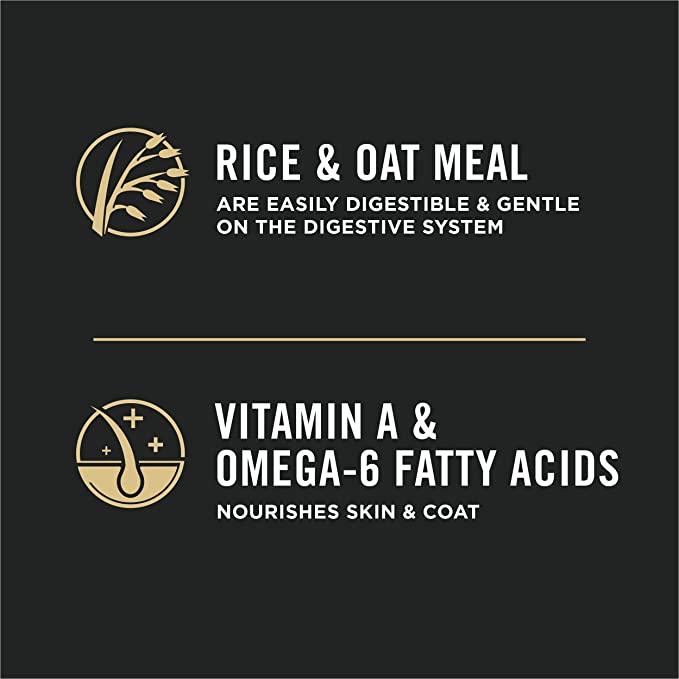 RICE & OAT MEAL
ARE EASILY DIGESTIBLE & GENTLE
ON THE DIGESTIVE SYSTEM
VITAMIN A &
OMEGA-6 FATTY ACIDS
NOURISHES SKIN & COAT